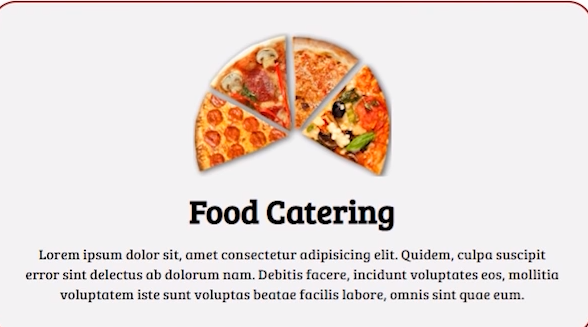 Food Catering
Lorem ipsum dolor sit, amet consectetur adipisicing elit. Quidem, culpa suscipit
error sint delectus ab dolorum nam. Debitis facere, incidunt voluptates eos, mollitia
voluptatem iste sunt voluptas beatae facilis labore, omnis sint quae eum.